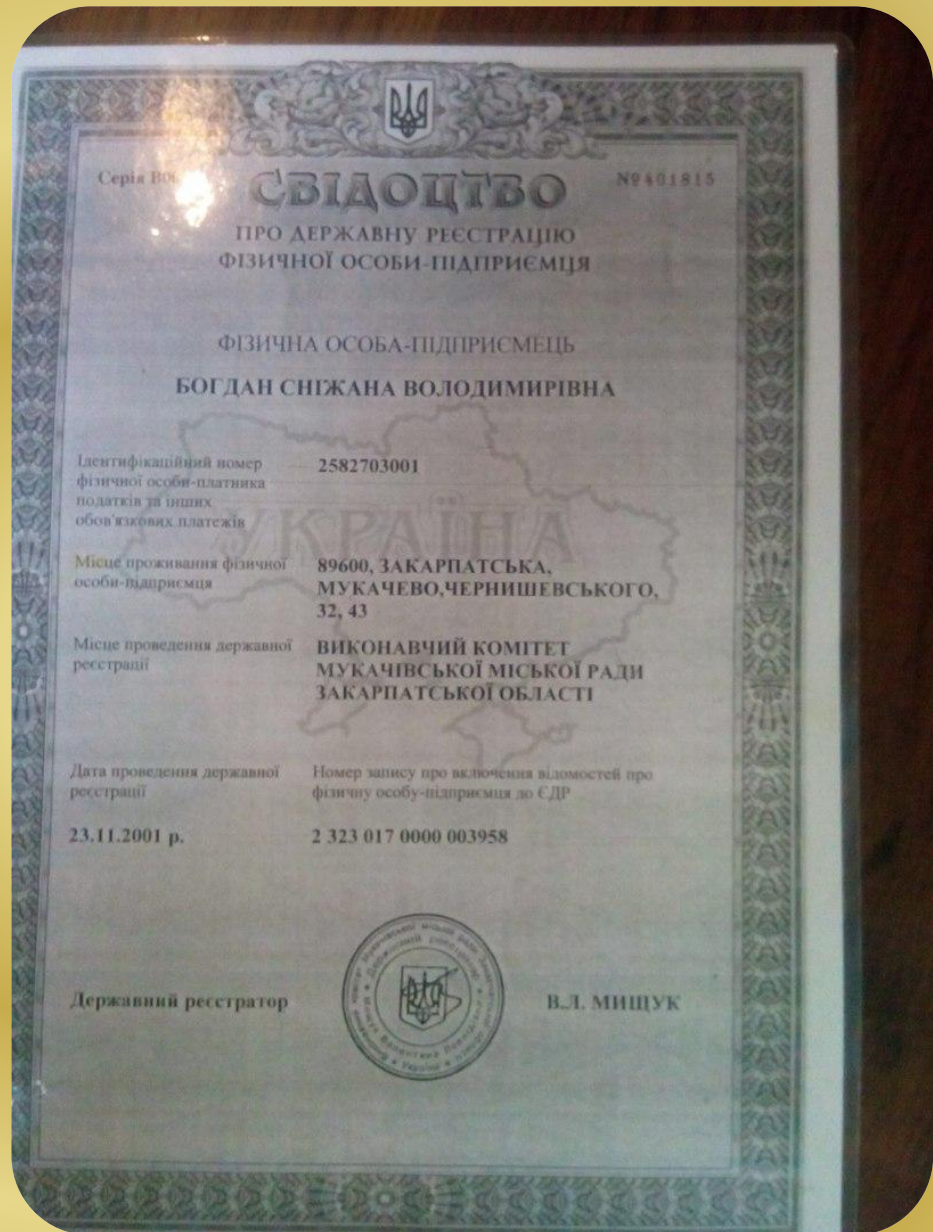 Серія
№401815
СВІДОЦТВО
ПРО ДЕРЖАВНУ РЕЄСТРАЦІЮ
ФІЗИЧНОЇ ОСОБИ-ПІДПРИЄМЦЯ
ФІЗИЧНА ОСОБА-ПІДПРИЄМЕЦЬ
БОГДАН СНІЖАНА ВОЛОДИМИРІВНА
УКРАЇНА
Ідентифікаційний номер
фізичної особи-платника
податків та інших
обов'язкових платежів
2582703001
Місце проживання фізичної
особи-підприємця
89600, ЗАКАРПАТСЬКА,
МУКАЧЕВО,ЧЕРНИШЕВСЬКОГО,
32, 43
Місце проведення державної
реєстрації
ВИКОНАВЧИЙ КОМІТЕТ
МУКАЧІВСЬКОЇ МІСЬКОЇ РАДИ
ЗАКАРПАТСЬКОЇ ОБЛАСТІ
Дата проведення державної
реєстрації
23.11.2001 р.
Номер запису про включення відомостей про
фізичну особу-підприємця до ЄДР
2 323 017 0000 003958
Державний реєстратор
В.Л. МИЩУК